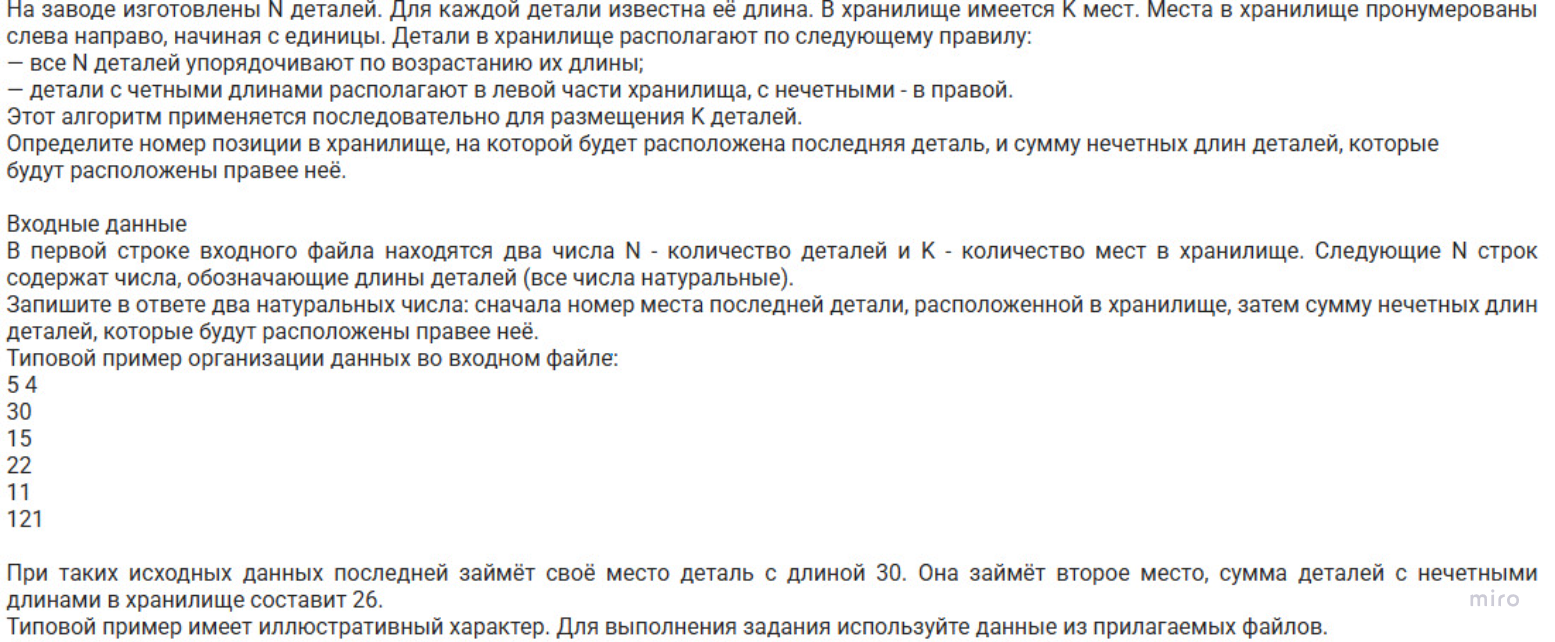 На заводе изготовлены N деталей. Для каждой детали известна её длина. В хранилище имеется K мест. Места в хранилище пронумерованы
слева направо, начиная с единицы. Детали в хранилище располагают по следующему правилу:
— все N деталей упорядочивают по возрастанию их длины;
— детали с четными длинами располагают в левой части хранилища, с нечетными - в правой.
Этот алгоритм применяется последовательно для размещения K деталей.
Определите номер позиции в хранилище, на которой будет расположена последняя деталь, и сумму нечетных длин деталей, которые
будут расположены правее неё.
Входные данные
В первой строке входного файла находятся два числа N - количество деталей и K - количество мест в хранилище. Следующие N строк
содержат числа, обозначающие длины деталей (все числа натуральные).
Запишите в ответе два натуральных числа: сначала номер места последней детали, расположенной в хранилище, затем сумму нечетных длин
деталей, которые будут расположены правее неё.
Типовой пример организации данных во входном файле:
5 4
30
15
22
11
121
При таких исходных данных последней займёт своё место деталь с длиной 30. Она займёт второе место, сумма деталей с нечетными
длинами в хранилище составит 26.
miro
Типовой пример имеет иллюстративный характер. Для выполнения задания используйте данные из прилагаемых файлов.